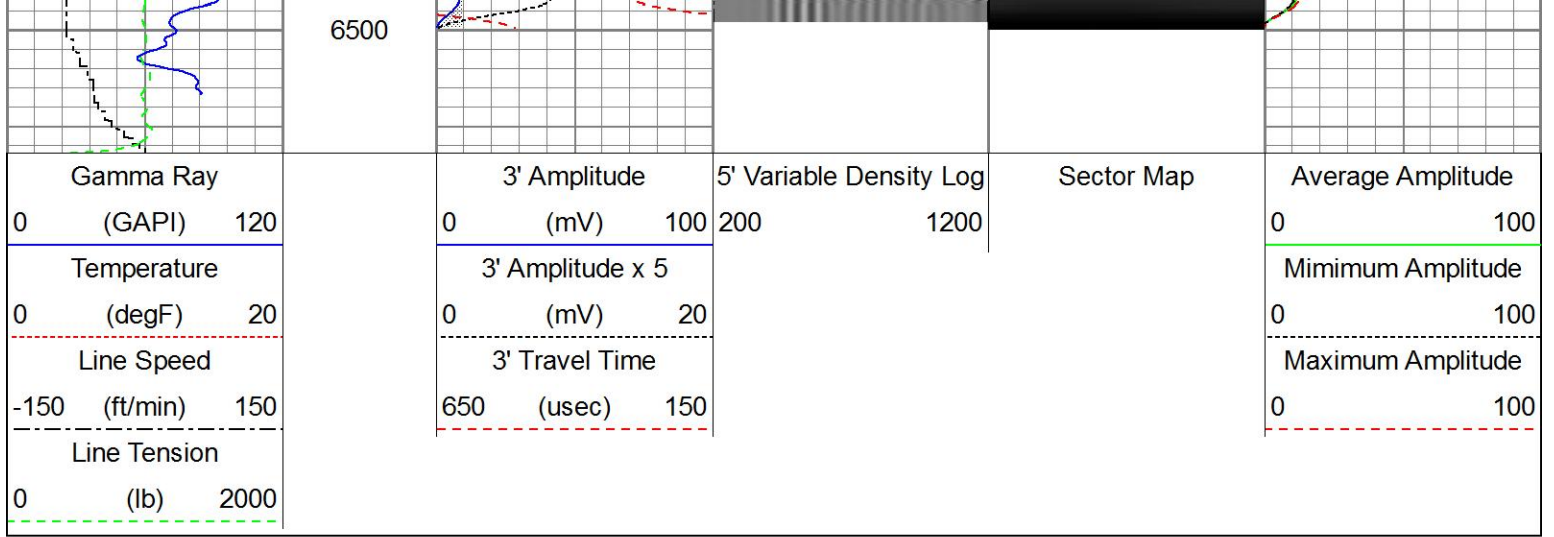 6500
Gamma Ray 3' Amplitude 5' Variable Density Log Sector Map Average Amplitude
0 (GAPI) 120 0 (mV) 100 200 1200 0 100
Temperature 3' Amplitude x 5 Mimimum Amplitude
0 (degF) 20 0 (mV) 20 0 100
Line Speed 3' Travel Time Maximum Amplitude
-150 (ft/min) 150 650 (usec) 150 0 100
Line Tension
0 (lb) 2000